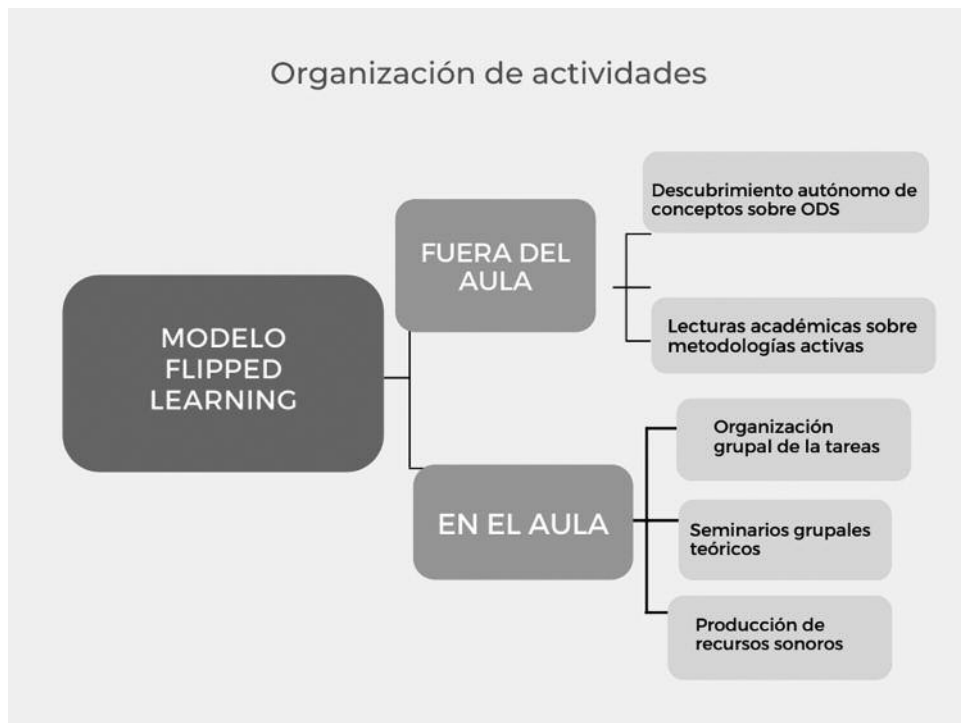 Organización de actividades
MODELO
FLIPPED
LEARNING
FUERA DEL
AULA
Descubrimiento autónomo de
conceptos sobre ODS
Lecturas académicas sobre
metodologías activas
EN EL AULA
Organización
grupal de la tareas
Seminarios grupales
teóricos
Producción de
recursos sonoros